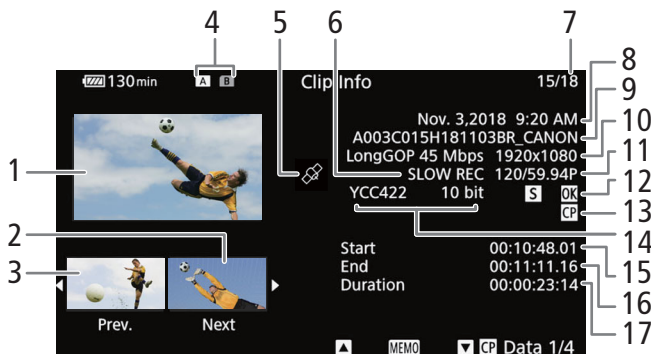 4 5 6 7
130min A B Clip Info 15/18
8
Nov. 3,2018 9:20 AM
9
A003C015H181103BR_CANON
10
LongGOP 45 Mbps 1920x1080
11
SLOW REC 120/59.94P
12
YCC422 10 bit S OK
13
CP
14
1
2
3
Start 00:10:48.01
15
End 00:11:11.16
16
Duration 00:00:23:14
17
Prev. Next
MEMO CP Data 1/4